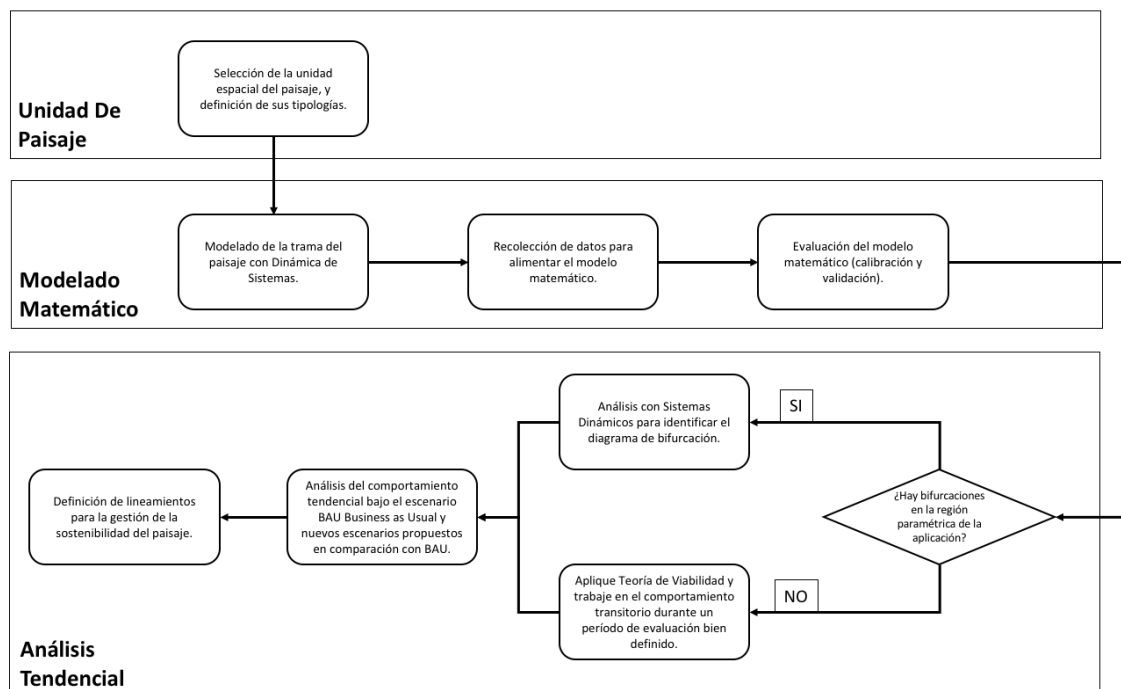 Unidad De
Paisaje
Selección de la unidad
espacial del paisaje, y
definición de sus tipologías.
Modelado
Matemático
Modelado de la trama del
paisaje con Dinámica de
Sistemas.
Recolección de datos para
alimentar el modelo
matemático.
Evaluación del modelo
matemático (calibración y
validación).
¿Hay bifurcaciones
en la región
paramétrica de la
aplicación?
SI
Análisis con Sistemas
Dinámicos para identificar el
diagrama de bifurcación.
NO
Aplique Teoría de Viabilidad y
trabaje en el comportamiento
transitorio durante un
período de evaluación bien
definido.
Análisis del comportamiento
tendencial bajo el escenario
BAU Business as Usual y
nuevos escenarios propuestos
en comparación con BAU.
Definición de lineamientos
para la gestión de la
sostenibilidad del paisaje.
Análisis
Tendencial